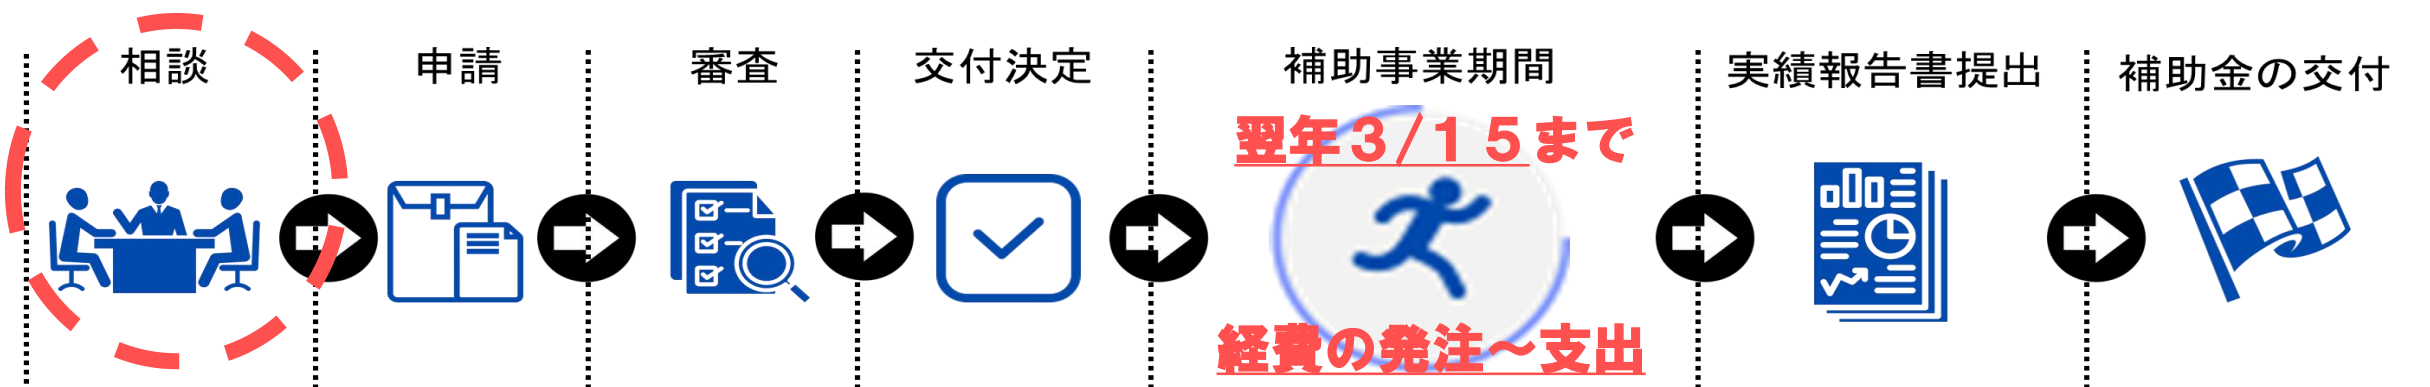 相談
申請
審査
交付決定
補助事業期間
翌年３/１５まで
経費の発注～支出
実績報告書提出
補助金の交付